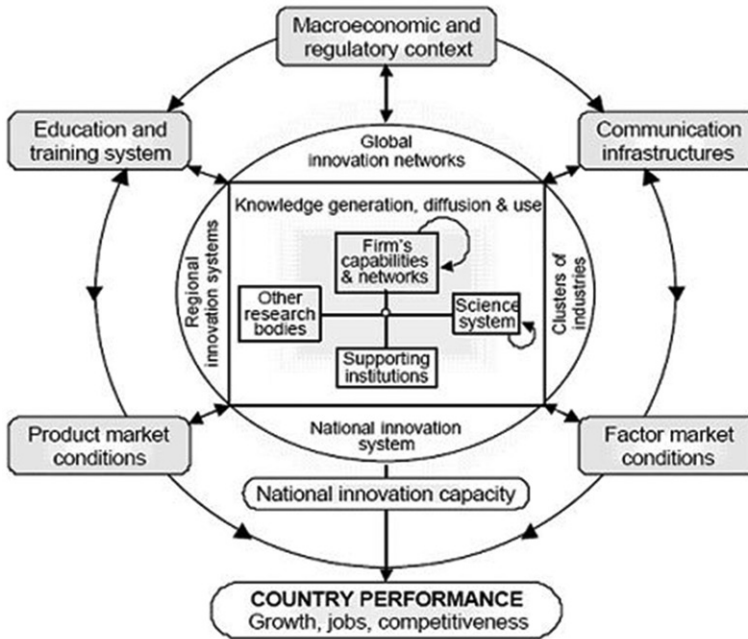 Macroeconomic and
regulatory context
Education and
training system
Communication
infrastructures
Global
innovation networks
Knowledge generation, diffusion & use
Regional
innovation systems
Clusters of
industries
Firm's
capabilities
& networks
Other
research
bodies
Science
system
Supporting
institutions
Product market
conditions
National innovation
system
Factor market
conditions
National innovation capacity
COUNTRY PERFORMANCE
Growth, jobs, competitiveness